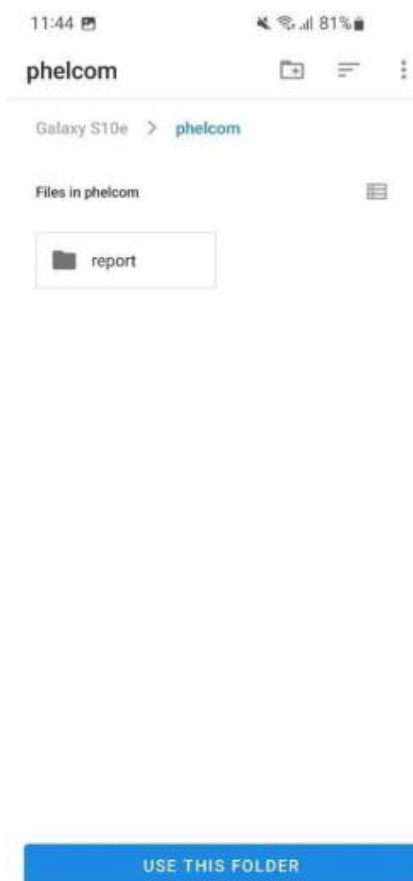 11:44 81%
phelcom
Galaxy S10e > phelcom
Files in phelcom
report
USE THIS FOLDER